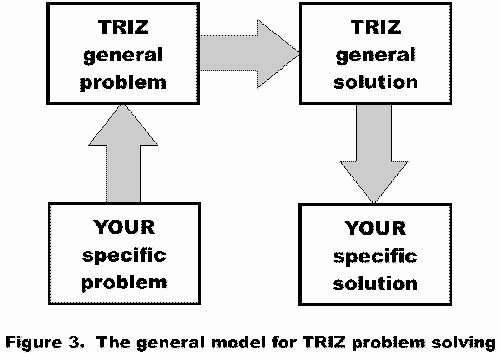 TRIZ
general
problem
TRIZ
general
solution
YOUR
specific
problem
YOUR
specific
solution
Figure 3. The general model for TRIZ problem solving